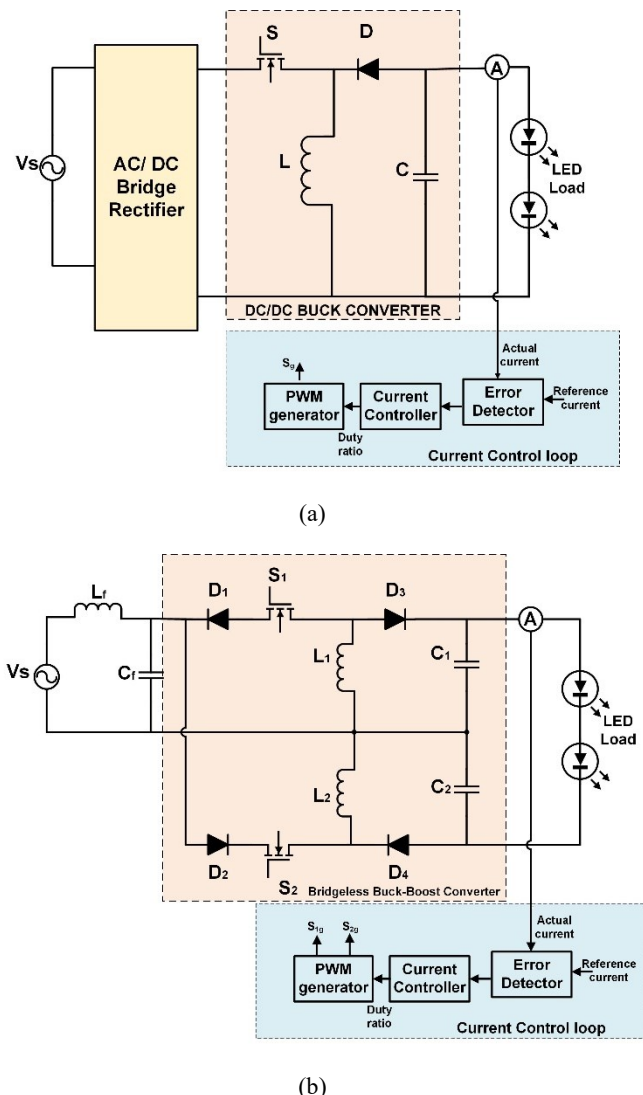 S
D
Vs
AC/ DC
Bridge
Rectifier
L
C
A
LED
Load
DC/DC BUCK CONVERTER
Actual
current
Sg
PWM
generator
Current
Controller
Error
Detector
Reference
current
Duty
ratio
Current Control loop
(a)
Lf
S1
D1
D3
A
Vs
Cf
L1
C1
LED
Load
L2
C2
D2
S2
D4
Bridgeless Buck-Boost Converter
Actual
current
S1g
S2g
PWM
generator
Current
Controller
Error
Detector
Reference
current
Duty
ratio
Current Control loop
(b)